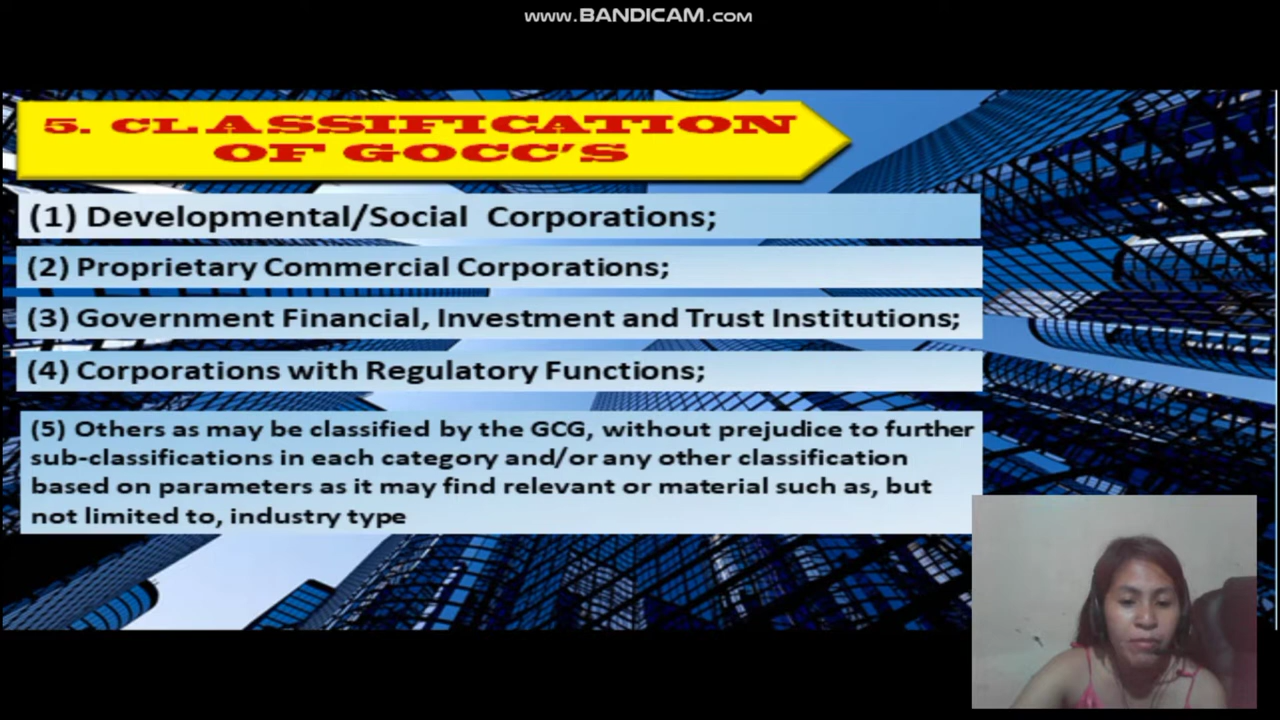 www.BANDICAM.com
5. CLASSIFICATION
OF GOCC'S
(1) Developmental/Social Corporations;
(2) Proprietary Commercial Corporations;
(3) Government Financial, Investment and Trust Institutions;
(4) Corporations with Regulatory Functions;
(5) Others as may be classified by the GCG, without prejudice to further
sub-classifications in each category and/or any other classification
based on parameters as it may find relevant or material such as, but
not limited to, industry type